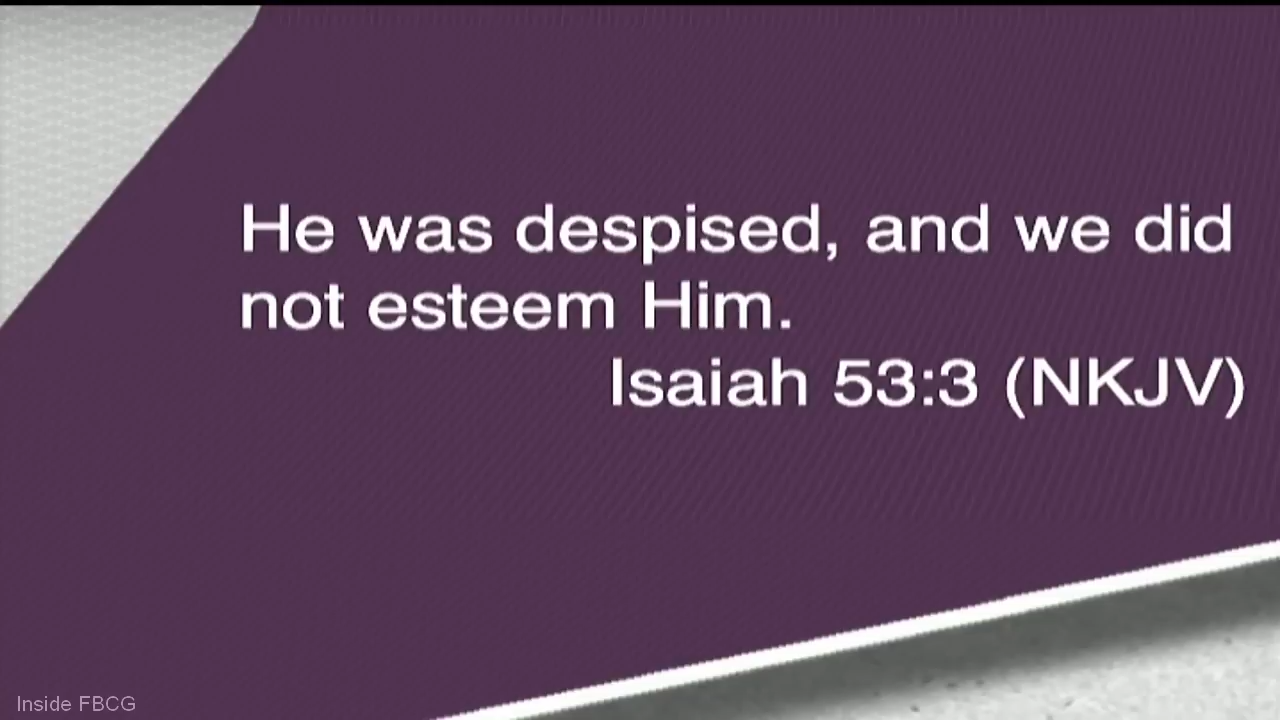 He was despised, and we did
not esteem Him.
Isaiah 53:3 (NKJV)
Inside FBCG